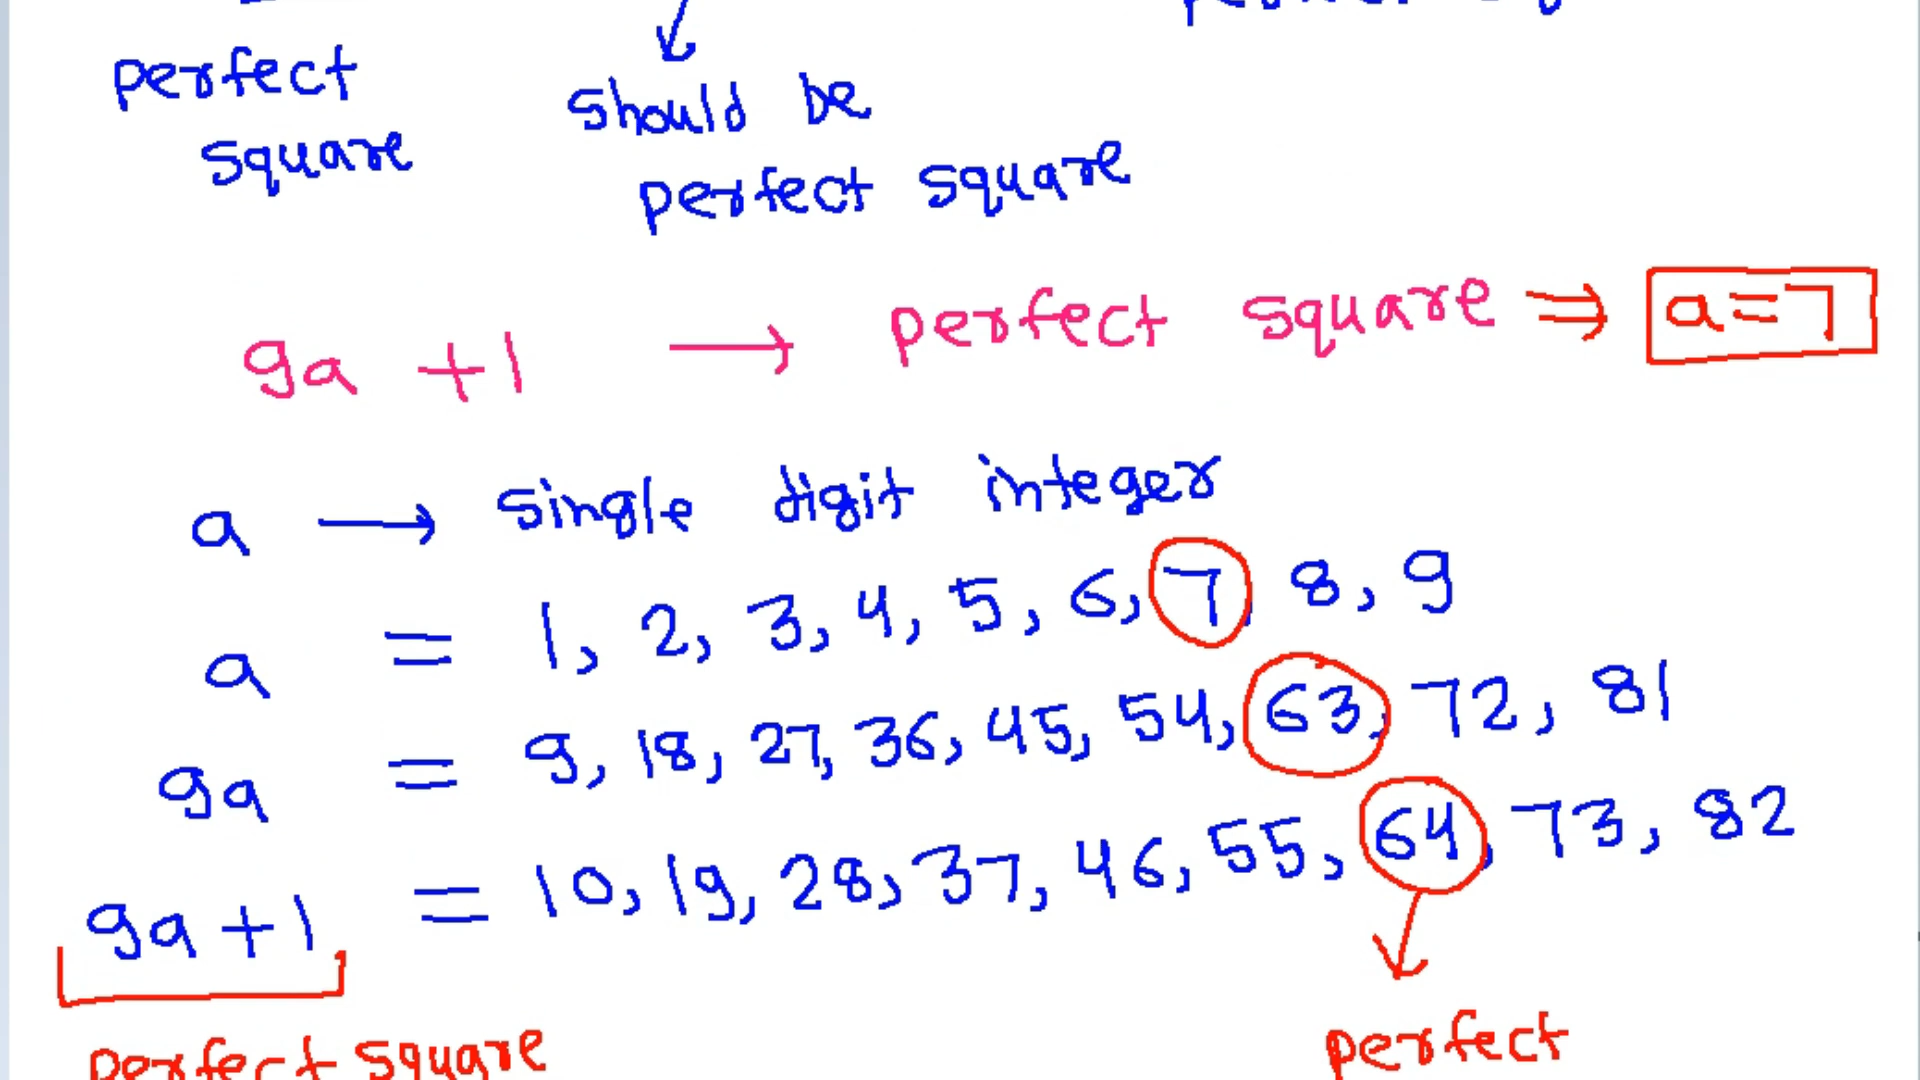 perfect
square
should be
perfect square
9a + 1 → perfect square ⇒ a = 7
a → single digit integer
a = 1, 2, 3, 4, 5, 6, 7, 8, 9
9a = 9, 18, 27, 36, 45, 54, 63, 72, 81
9a + 1 = 10, 19, 28, 37, 46, 55, 64, 73, 82
perfect square
perfect